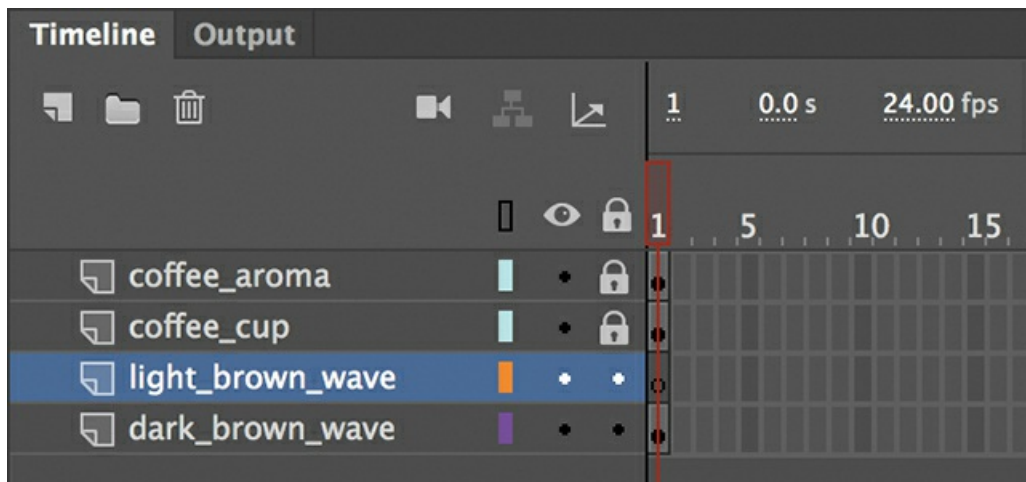 Timeline Output
1 0.0 s 24.00 fps
1 5 10 15
coffee_aroma
coffee_cup
light_brown_wave
dark_brown_wave